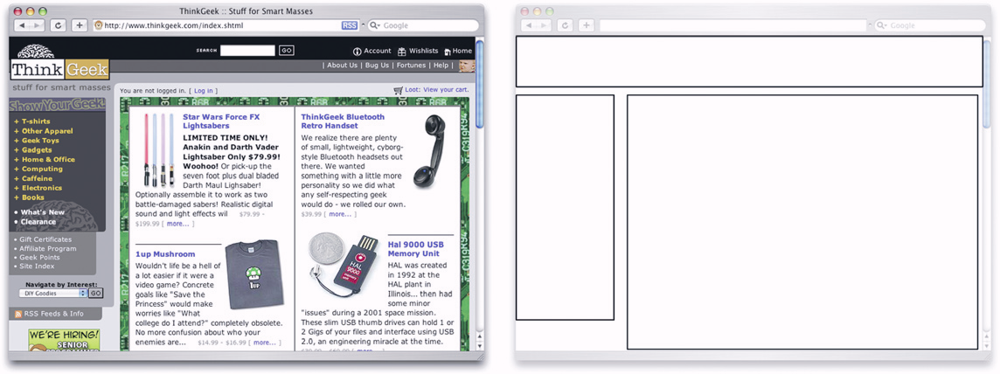 ThinkGeek :: Stuff for Smart Masses
http://www.thinkgeek.com/index.shtml
RSS
Google
Google
SEARCH
GO
Account
Wishlists
Home
ThinkGeek
| About Us | Bug Us | Fortunes | Help |
stuff for smart masses
You are not logged in. [ Log in ]
Loot: View your cart.
ShowYourGeek!
+ T-shirts
+ Other Apparel
+ Geek Toys
+ Gadgets
+ Home & Office
+ Computing
+ Caffeine
+ Electronics
+ Books
• What's New
• Clearance
• Gift Certificates
• Affiliate Program
• Geek Points
• Site Index
Navigate by Interest:
DIY Goodies
GO
RSS Feeds & Info
WE'RE HIRING!
SENIOR
Star Wars Force FX
Lightsabers
LIMITED TIME ONLY!
Anakin and Darth Vader
Lightsaber Only $79.99!
Woohoo! Or pick-up the
seven foot plus dual bladed
Darth Maul Lighsaber!
Optionally assemble it to work as two
battle-damaged sabers! Realistic digital
sound and light effects wil $79.99 -
$199.99 [ more... ]
ThinkGeek Bluetooth
Retro Handset
We realize there are plenty
of small, lightweight, cyborg-
style Bluetooth headsets out
there. We wanted
something with a little more
personality so we did what
any self-respecting geek
would do - we rolled our own.
$39.99 [ more... ]
1up Mushroom
Wouldn't life be a hell of
a lot easier if it were a
video game? Concrete
goals like "Save the
Princess" would make
worries like "What
college do I attend?" completely obsolete.
No more confusion about who your
enemies are... $14.99 - $16.99 [ more... ]
1UP
Hal 9000 USB
Memory Unit
HAL was created
in 1992 at the
HAL plant in
Illinois... then had
some minor
"issues" during a 2001 space mission.
These slim USB thumb drives can hold 1 or
2 Gigs of your files and interface using USB
2.0, an engineering miracle at the time.
HAL
9000
R217
C319
R94